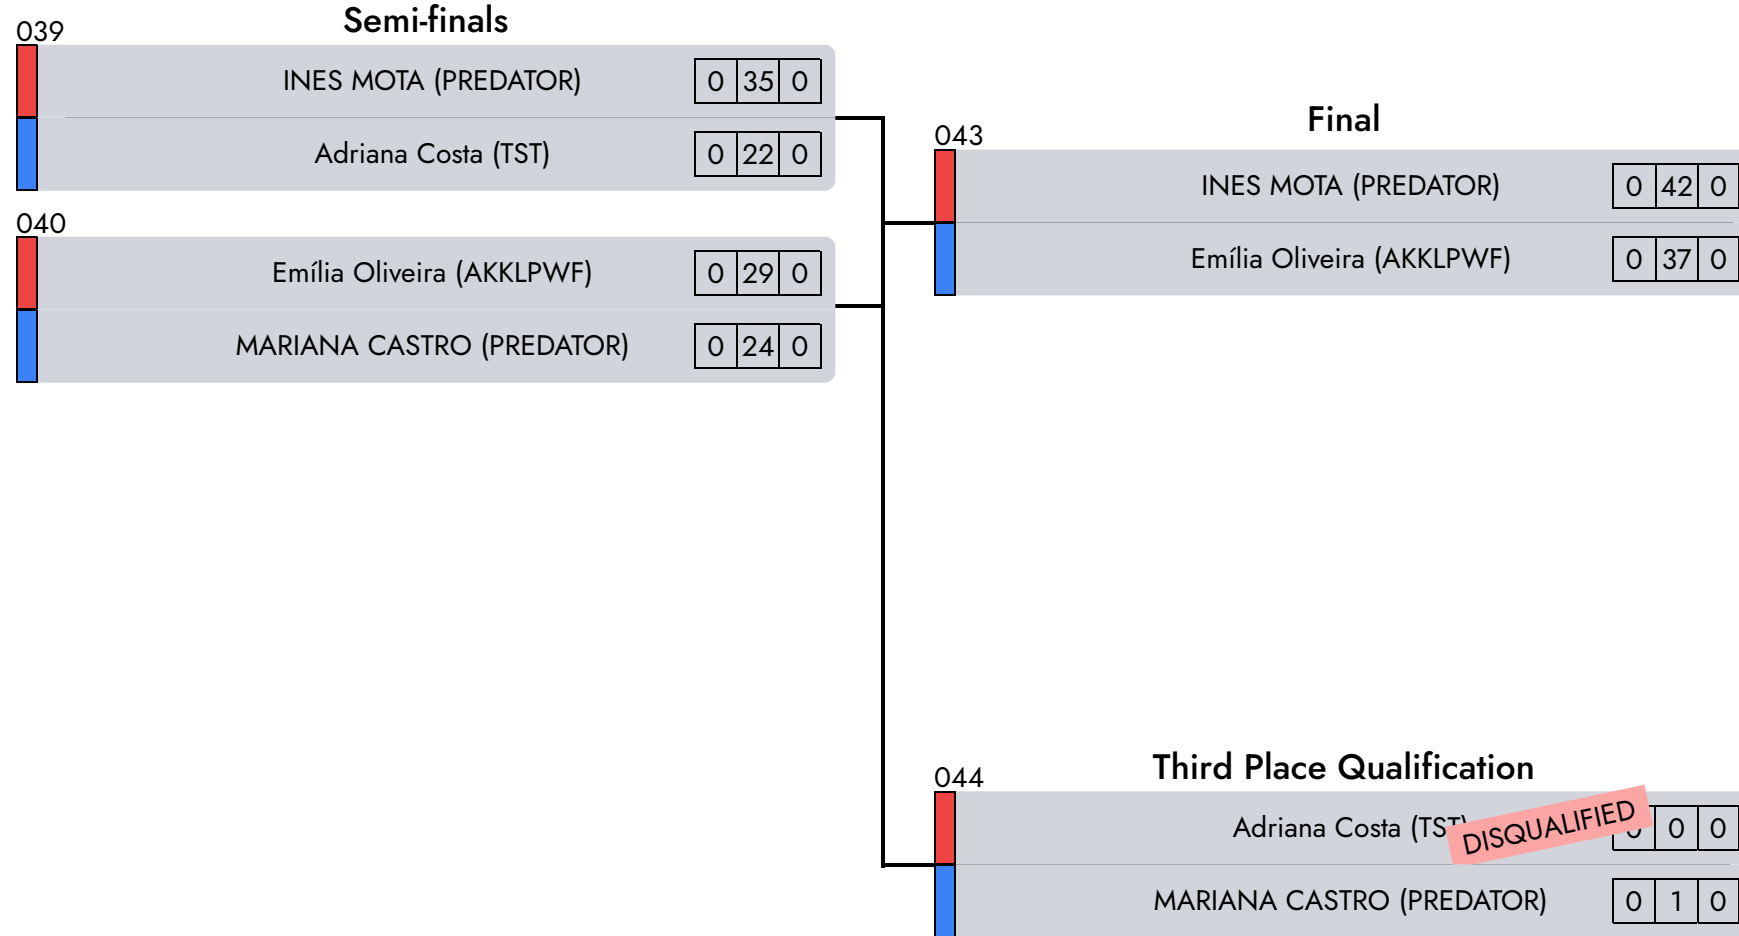 Semi-finals
039
INES MOTA (PREDATOR) 0 35 0
Adriana Costa (TST) 0 22 0
040
Emília Oliveira (AKKLPWF) 0 29 0
MARIANA CASTRO (PREDATOR) 0 24 0
Final
043
INES MOTA (PREDATOR) 0 42 0
Emília Oliveira (AKKLPWF) 0 37 0
Third Place Qualification
044
Adriana Costa (TST) DISQUALIFIED 0 0 0
MARIANA CASTRO (PREDATOR) 0 1 0